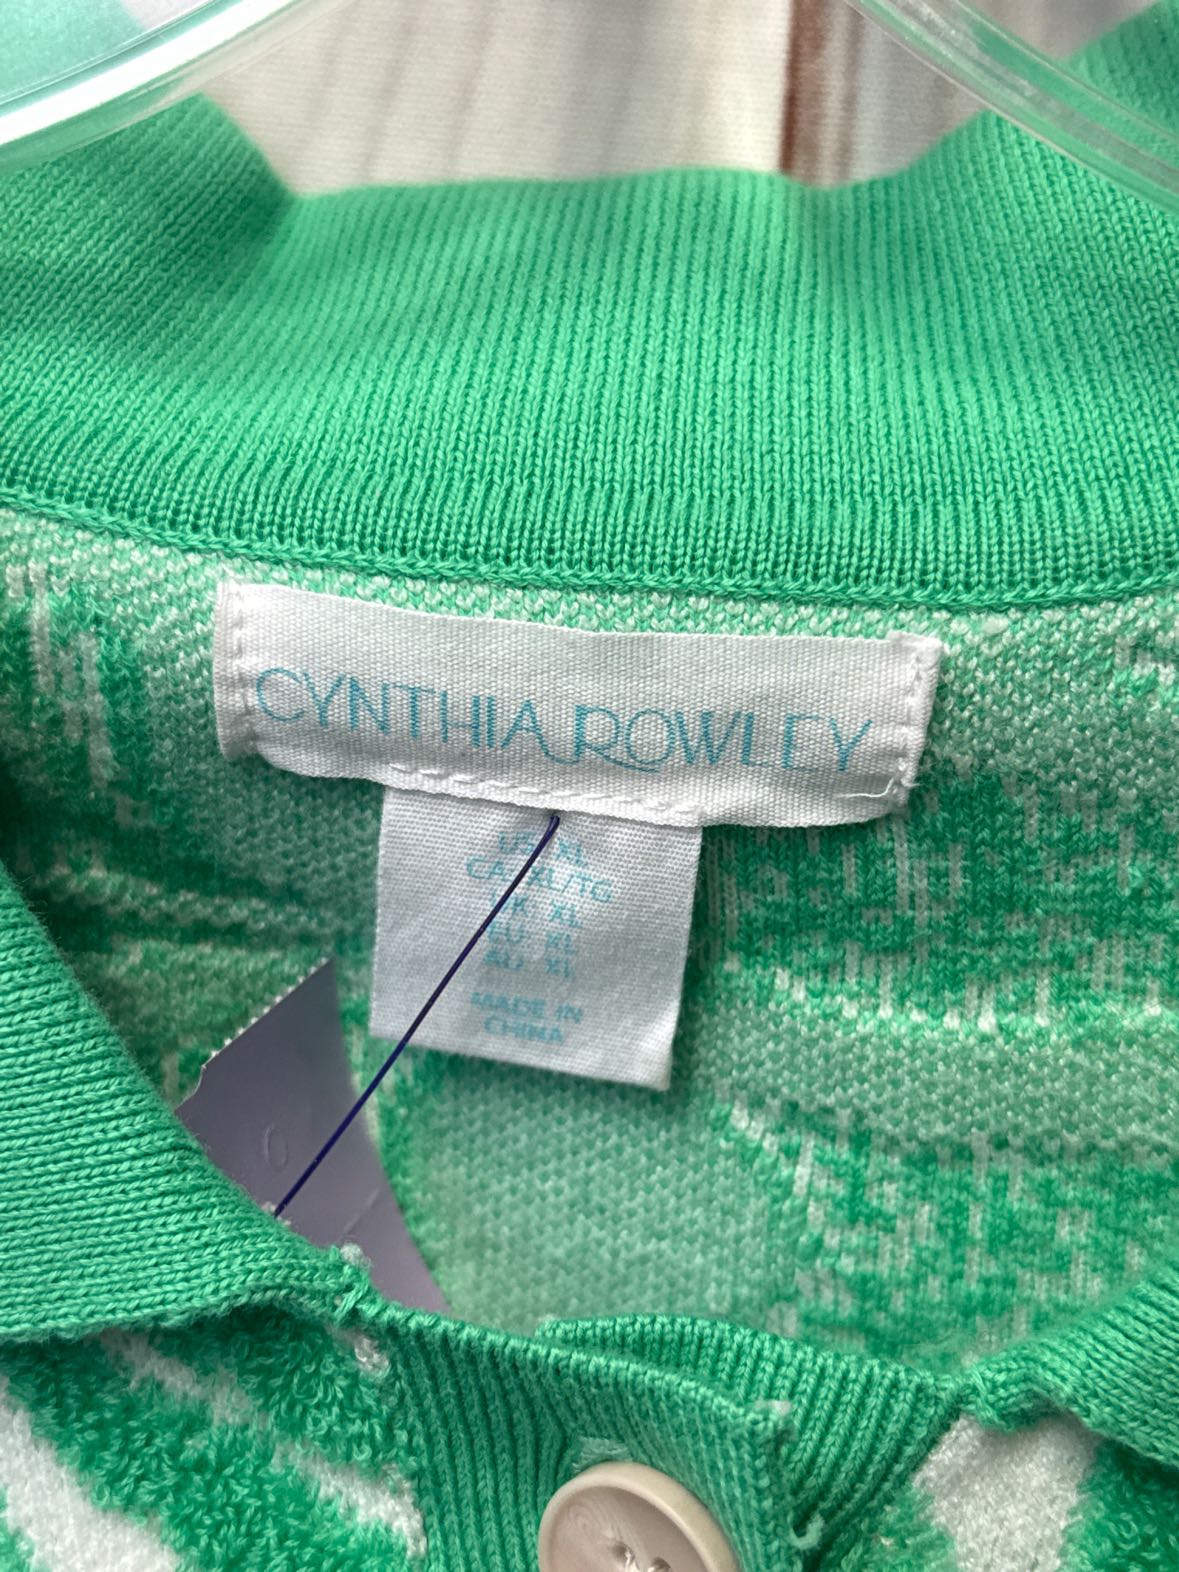 CYNTHIA ROWLEY
US: XL
CA: XL/TG
UK: XL
EU: XL
AU: XL
MADE IN
CHINA